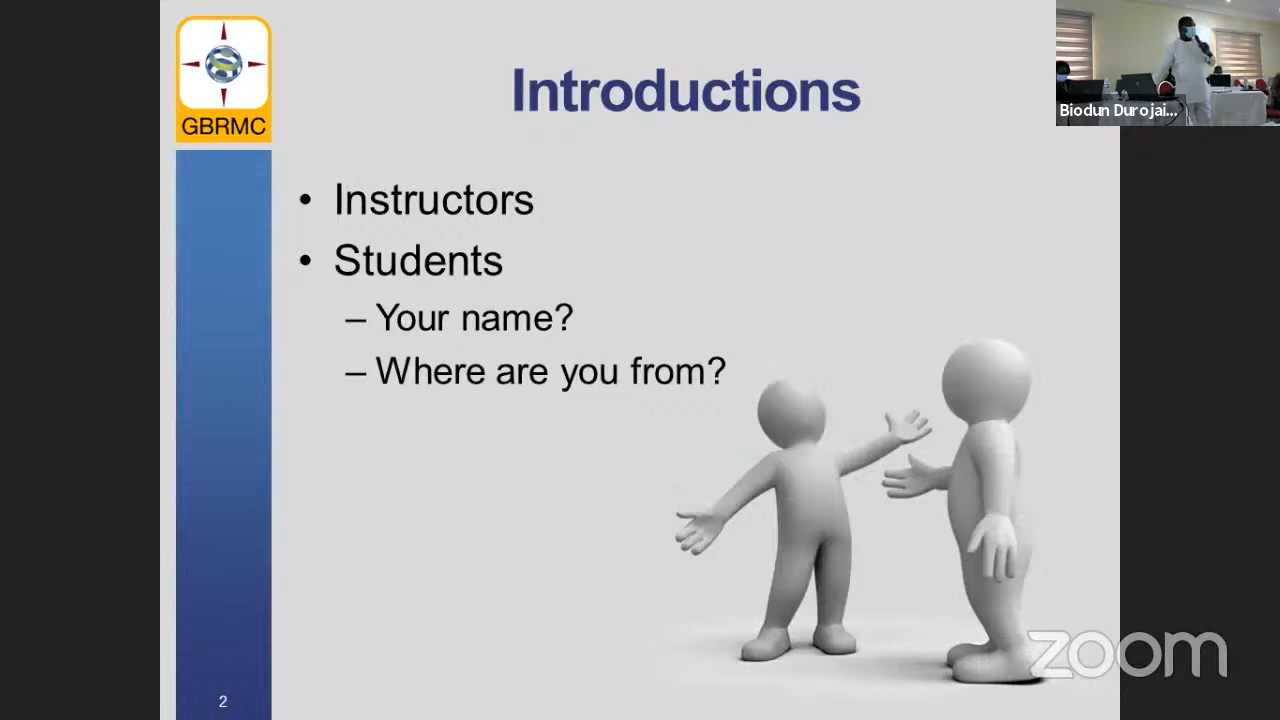 GBRMC
Introductions
Biodun Durojai...
• Instructors
• Students
– Your name?
– Where are you from?
zoom
2